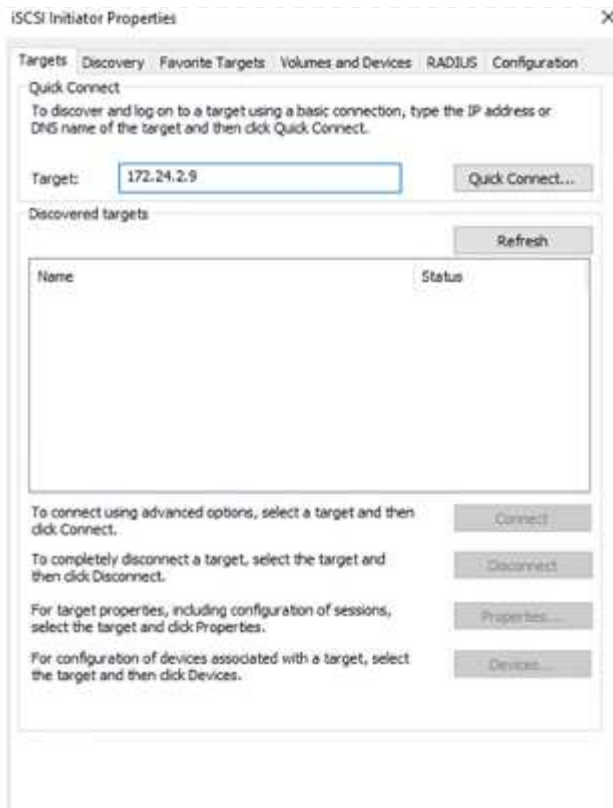 iSCSI Initiator Properties
Targets Discovery Favorite Targets Volumes and Devices RADIUS Configuration
Quick Connect
To discover and log on to a target using a basic connection, type the IP address or
DNS name of the target and then click Quick Connect.
Target: 172.24.2.9 Quick Connect...
Discovered targets
Refresh
Name Status
To connect using advanced options, select a target and then
click Connect.
Connect
To completely disconnect a target, select the target and
then click Disconnect.
Disconnect
For target properties, including configuration of sessions,
select the target and click Properties.
Properties...
For configuration of devices associated with a target, select
the target and then click Devices.
Devices...